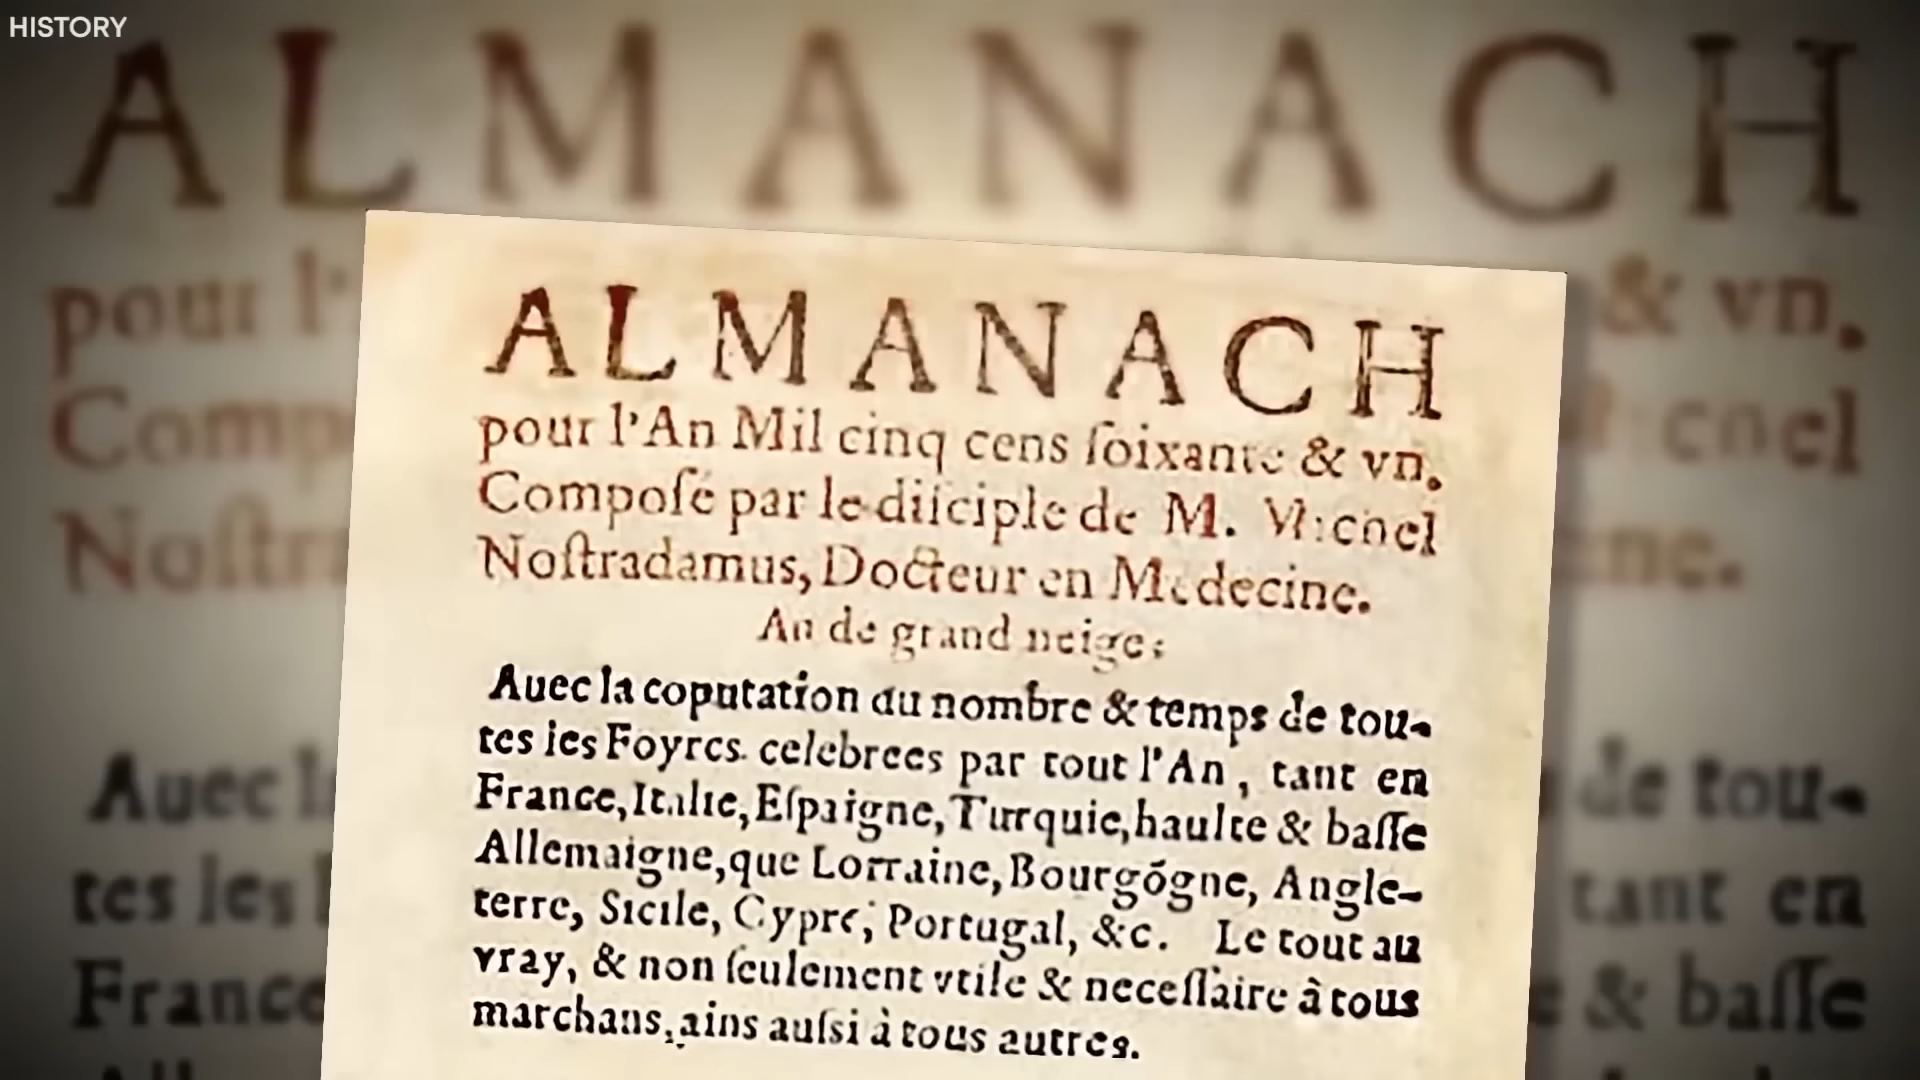 HISTORY
ALMANACH
pour l'An Mil cinq cens ſoixante & vn.
Compoſé par le diſciple de M. Michel
Noſtradamus, Docteur en Medecine.
An de grand neige:
Auec la coputation du nombre & temps de tou-
tes les Foyres celebrees par tout l'An, tant en
France, Italie, Eſpaigne, Turquie, haulte & baſſe
Allemaigne, que Lorraine, Bourgógne, Angle-
terre, Sicile, Cypre, Portugal, &c. Le tout au
vray, & non ſeulement vtile & neceſſaire à tous
marchans, ains auſsi à tous autres.